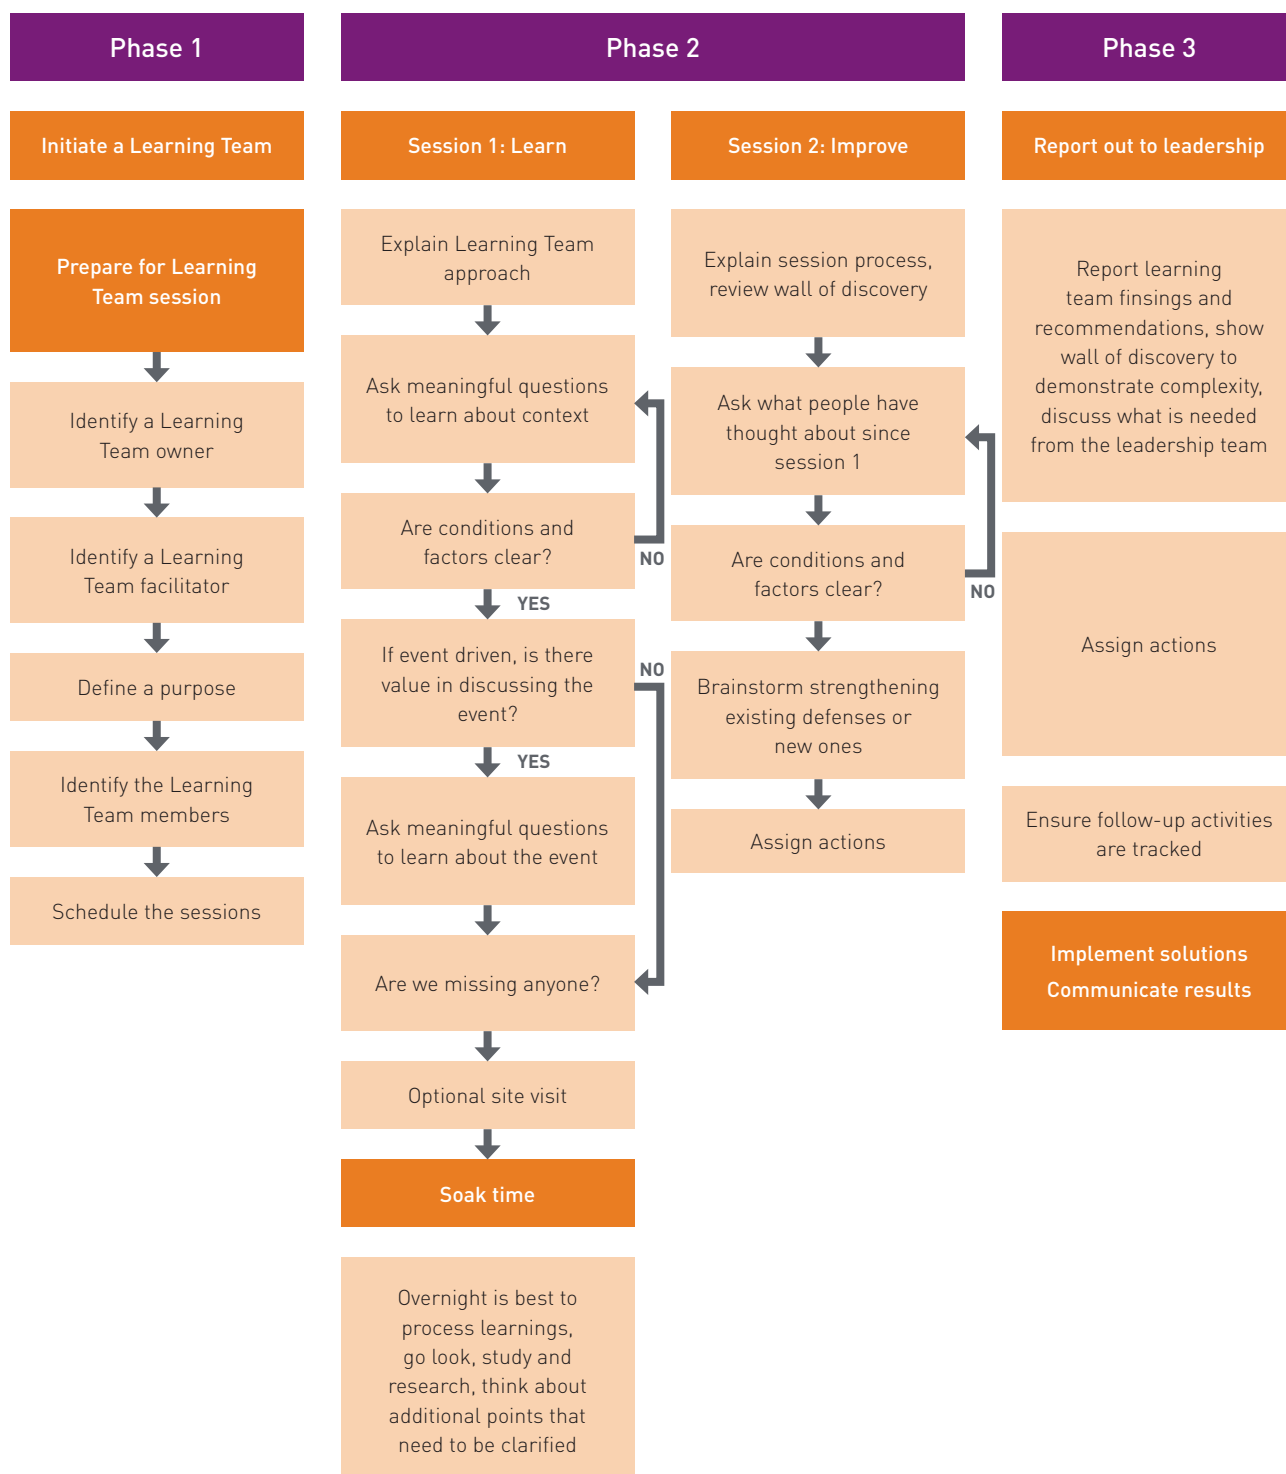 Phase 1
Initiate a Learning Team
Prepare for Learning
Team session
Identify a Learning
Team owner
Identify a Learning
Team facilitator
Define a purpose
Identify the Learning
Team members
Schedule the sessions
Phase 2
Session 1: Learn
Explain Learning Team
approach
Ask meaningful questions
to learn about context
Are conditions and
factors clear?
NO
YES
If event driven, is there
value in discussing the
event?
NO
YES
Ask meaningful questions
to learn about the event
Are we missing anyone?
Optional site visit
Soak time
Overnight is best to
process learnings,
go look, study and
research, think about
additional points that
need to be clarified
Session 2: Improve
Explain session process,
review wall of discovery
Ask what people have
thought about since
session 1
Are conditions and
factors clear?
NO
Brainstorm strengthening
existing defenses or
new ones
Assign actions
Phase 3
Report out to leadership
Report learning
team finsings and
recommendations, show
wall of discovery to
demonstrate complexity,
discuss what is needed
from the leadership team
Assign actions
Ensure follow-up activities
are tracked
Implement solutions
Communicate results